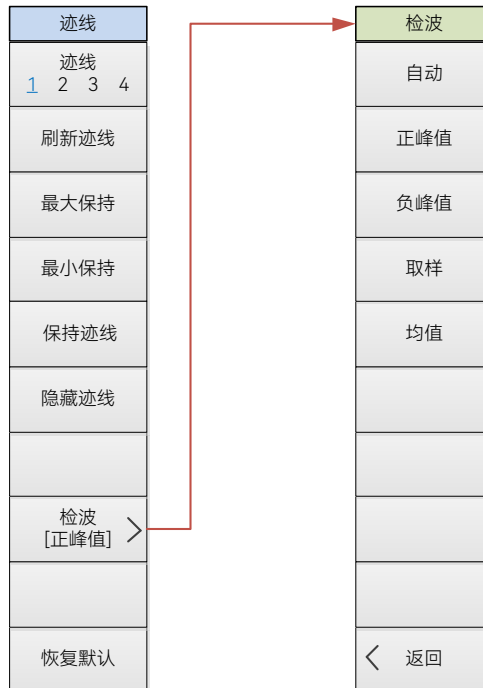 迹线
迹线
1 2 3 4
刷新迹线
最大保持
最小保持
保持迹线
隐藏迹线
检波
[正峰值]
恢复默认
检波
自动
正峰值
负峰值
取样
均值
返回